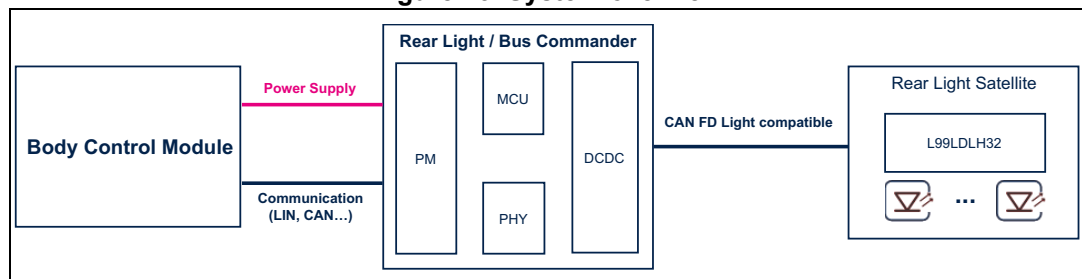 Body Control Module
Power Supply
Communication
(LIN, CAN...)
Rear Light / Bus Commander
PM
MCU
PHY
DCDC
CAN FD Light compatible
Rear Light Satellite
L99LDLH32
...